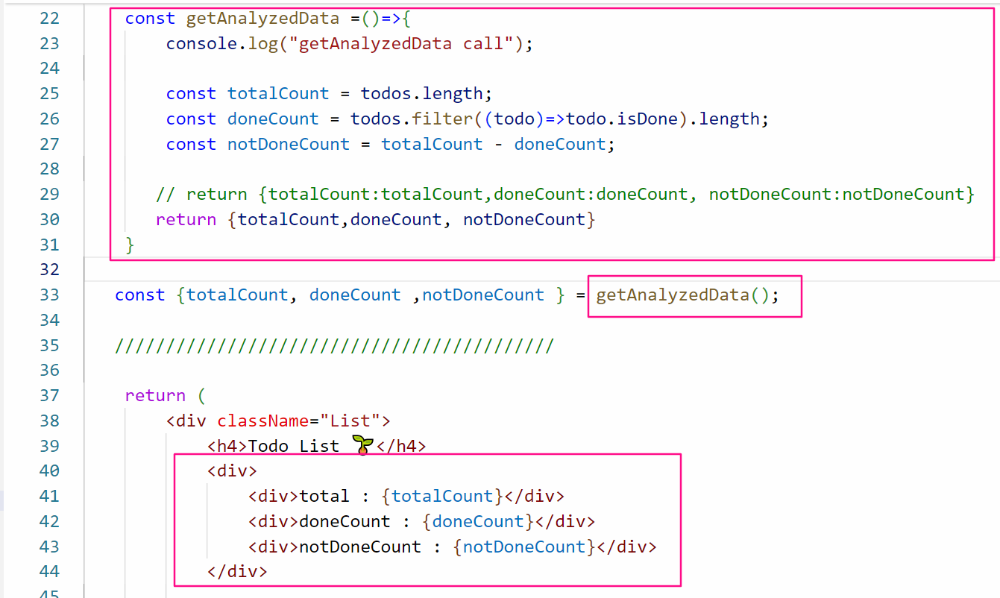 22 const getAnalyzedData =()=>{
23 console.log("getAnalyzedData call");
24
25 const totalCount = todos.length;
26 const doneCount = todos.filter((todo)=>todo.isDone).length;
27 const notDoneCount = totalCount - doneCount;
28
29 // return {totalCount:totalCount,doneCount:doneCount, notDoneCount:notDoneCount}
30 return {totalCount,doneCount, notDoneCount}
31 }
32
33 const {totalCount, doneCount ,notDoneCount } = getAnalyzedData();
34
35 ///////////////////////////////////////////
36
37 return (
38 <div className="List">
39 <h4>Todo List 🌱</h4>
40 <div>
41 <div>total : {totalCount}</div>
42 <div>doneCount : {doneCount}</div>
43 <div>notDoneCount : {notDoneCount}</div>
44 </div>
45